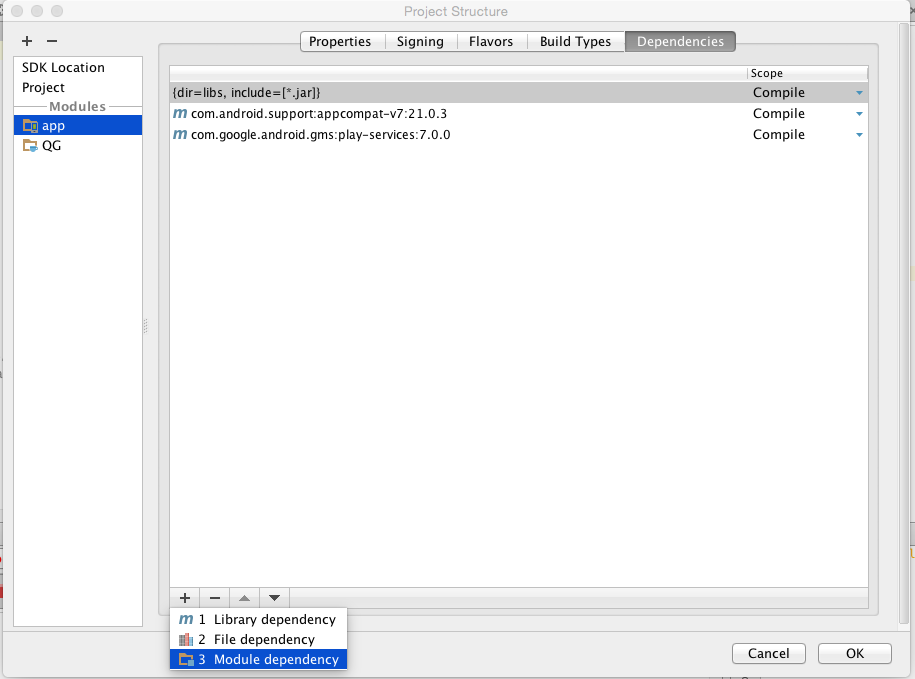 Project Structure
Properties Signing Flavors Build Types Dependencies
SDK Location
Project
Modules
app
QG
Scope
{dir=libs, include=[*.jar]} Compile
m com.android.support:appcompat-v7:21.0.3 Compile
m com.google.android.gms:play-services:7.0.0 Compile
m 1 Library dependency
2 File dependency
3 Module dependency
Cancel OK